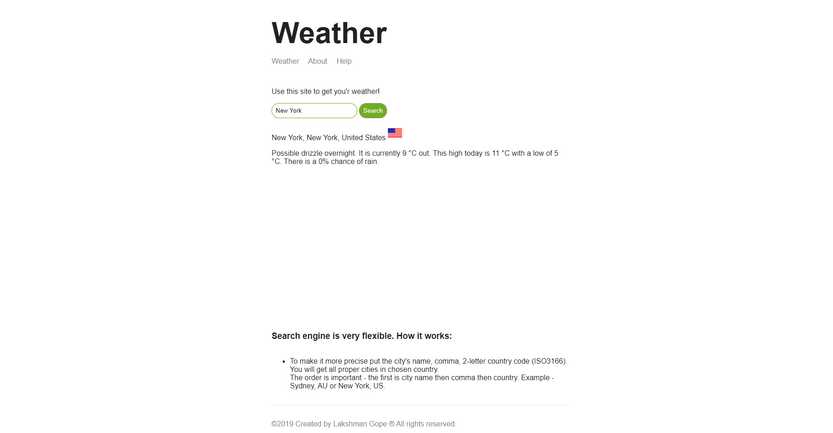 Weather
Weather About Help
Use this site to get you'r weather!
New York Search
New York, New York, United States
Possible drizzle overnight. It is currently 9 °C out. This high today is 11 °C with a low of 5
°C. There is a 0% chance of rain.
Search engine is very flexible. How it works:
To make it more precise put the city's name, comma, 2-letter country code (ISO3166).
You will get all proper cities in chosen country.
The order is important - the first is city name then comma then country. Example -
Sydney, AU or New York, US.
©2019 Created by Lakshman Gope ® All rights reserved.